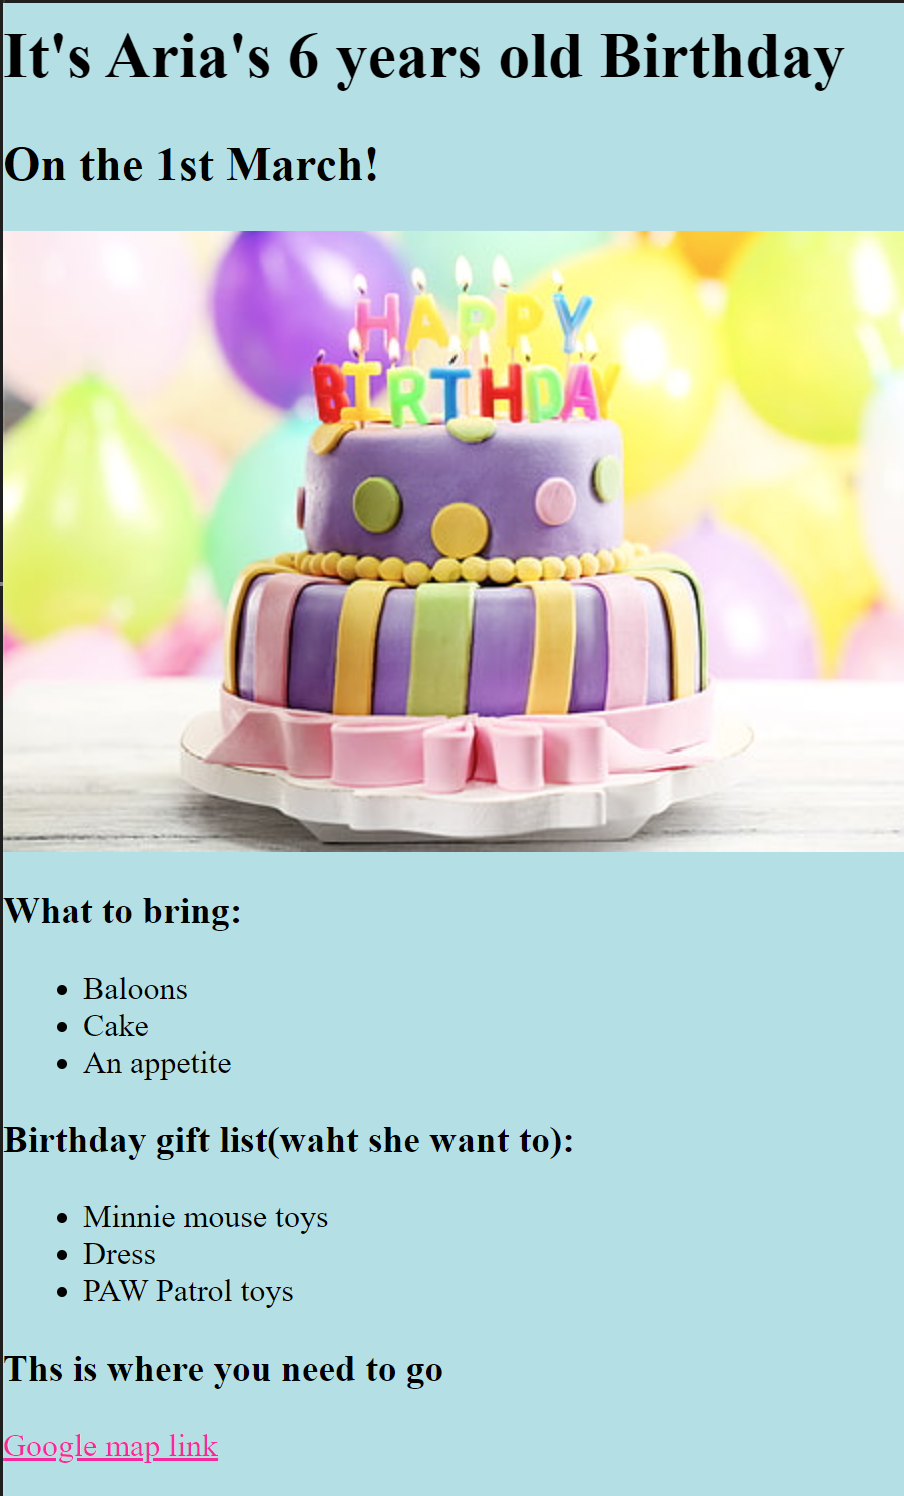 It's Aria's 6 years old Birthday
On the 1st March!
HAPPY
BIRTHDAY
What to bring:
Baloons
Cake
An appetite
Birthday gift list(waht she want to):
Minnie mouse toys
Dress
PAW Patrol toys
Ths is where you need to go
Google map link